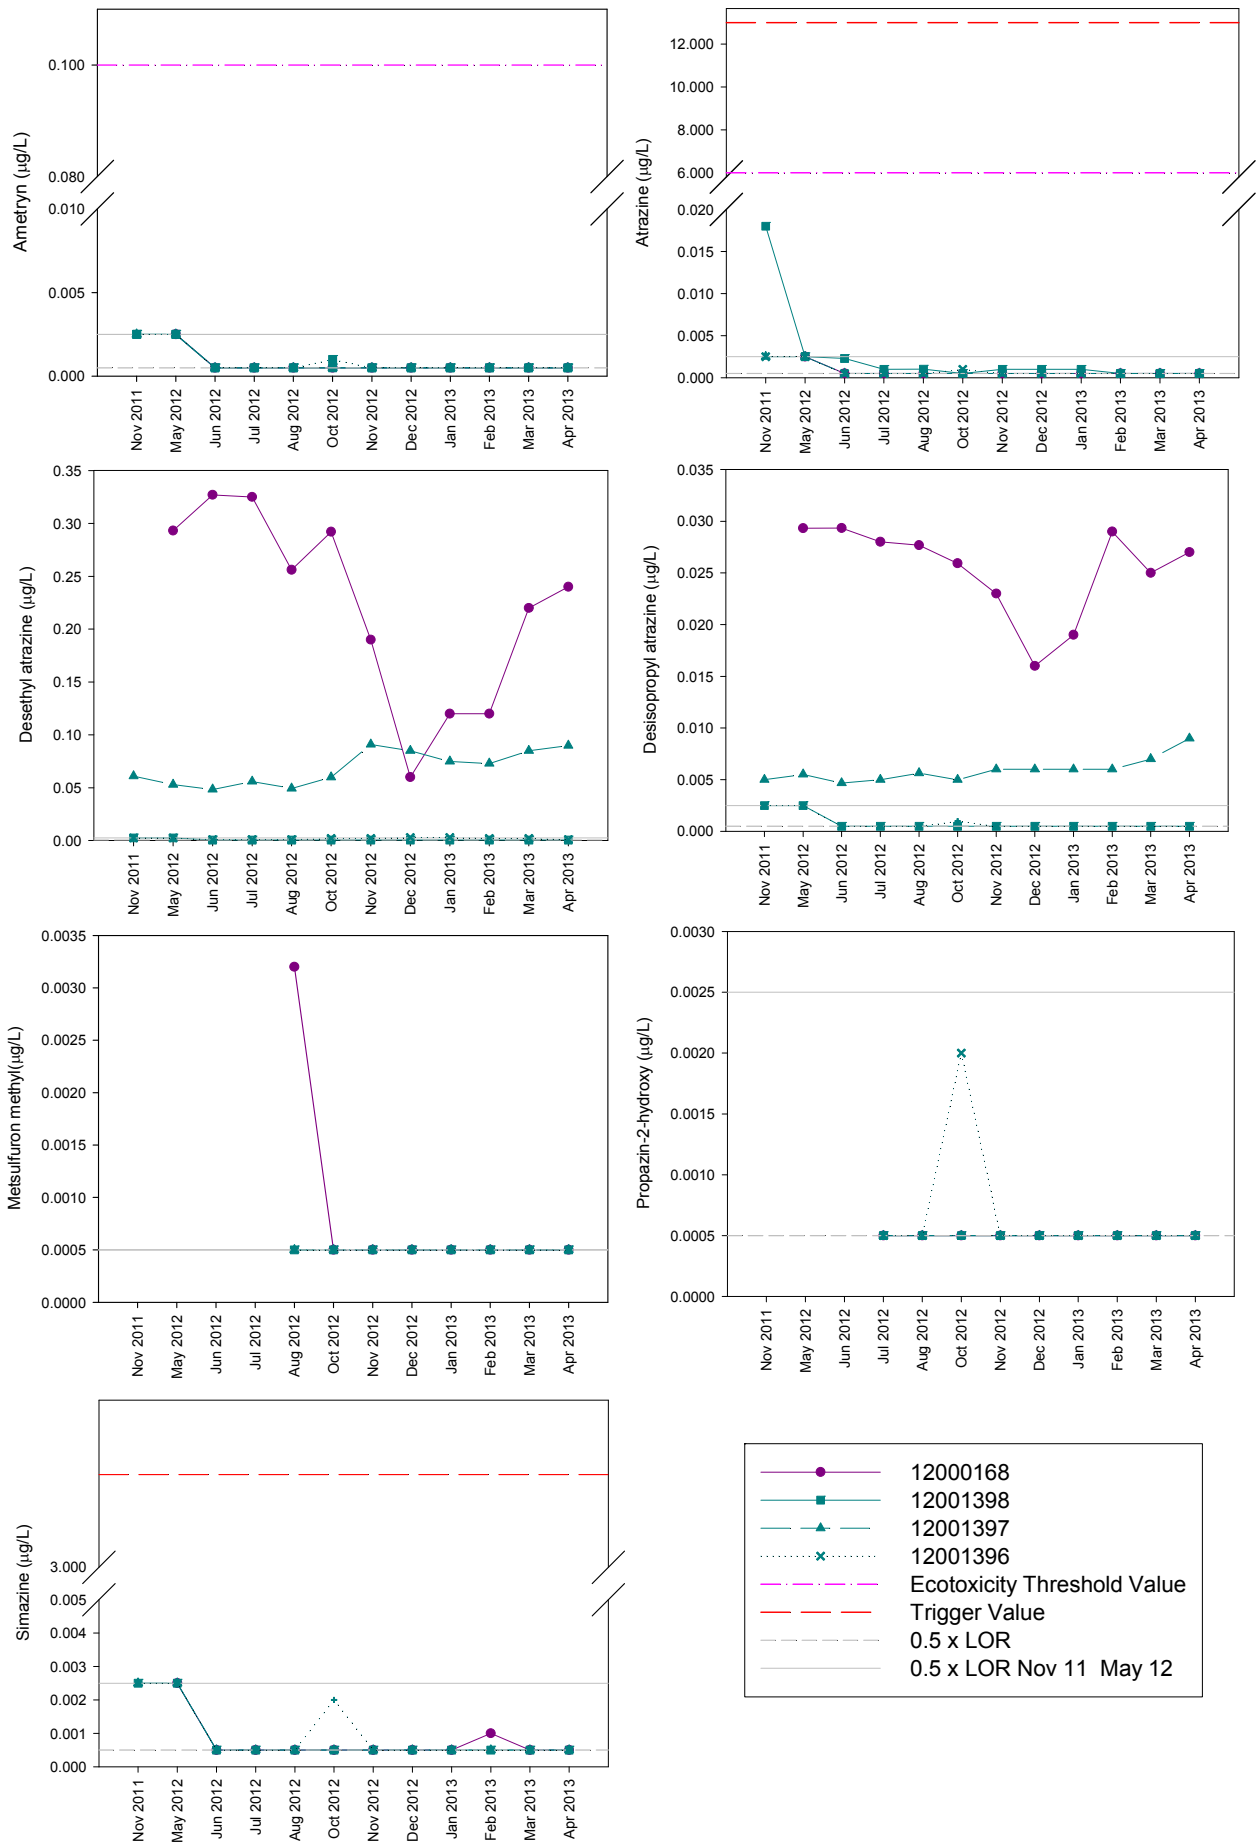 Ametryn (µg/L)
0.100
0.080
0.010
0.005
0.000
Nov 2011
May 2012
Jun 2012
Jul 2012
Aug 2012
Oct 2012
Nov 2012
Dec 2012
Jan 2013
Feb 2013
Mar 2013
Apr 2013
Atrazine (µg/L)
12.000
10.000
8.000
6.000
0.020
0.015
0.010
0.005
0.000
Nov 2011
May 2012
Jun 2012
Jul 2012
Aug 2012
Oct 2012
Nov 2012
Dec 2012
Jan 2013
Feb 2013
Mar 2013
Apr 2013
Desethyl atrazine (µg/L)
0.35
0.30
0.25
0.20
0.15
0.10
0.05
0.00
Nov 2011
May 2012
Jun 2012
Jul 2012
Aug 2012
Oct 2012
Nov 2012
Dec 2012
Jan 2013
Feb 2013
Mar 2013
Apr 2013
Desisopropyl atrazine (µg/L)
0.035
0.030
0.025
0.020
0.015
0.010
0.005
0.000
Nov 2011
May 2012
Jun 2012
Jul 2012
Aug 2012
Oct 2012
Nov 2012
Dec 2012
Jan 2013
Feb 2013
Mar 2013
Apr 2013
Metsulfuron methyl(µg/L)
0.0035
0.0030
0.0025
0.0020
0.0015
0.0010
0.0005
0.0000
Nov 2011
May 2012
Jun 2012
Jul 2012
Aug 2012
Oct 2012
Nov 2012
Dec 2012
Jan 2013
Feb 2013
Mar 2013
Apr 2013
Propazin-2-hydroxy (µg/L)
0.0030
0.0025
0.0020
0.0015
0.0010
0.0005
0.0000
Nov 2011
May 2012
Jun 2012
Jul 2012
Aug 2012
Oct 2012
Nov 2012
Dec 2012
Jan 2013
Feb 2013
Mar 2013
Apr 2013
Simazine (µg/L)
3.000
0.005
0.004
0.003
0.002
0.001
0.000
Nov 2011
May 2012
Jun 2012
Jul 2012
Aug 2012
Oct 2012
Nov 2012
Dec 2012
Jan 2013
Feb 2013
Mar 2013
Apr 2013
12000168
12001398
12001397
12001396
Ecotoxicity Threshold Value
Trigger Value
0.5 x LOR
0.5 x LOR Nov 11 May 12